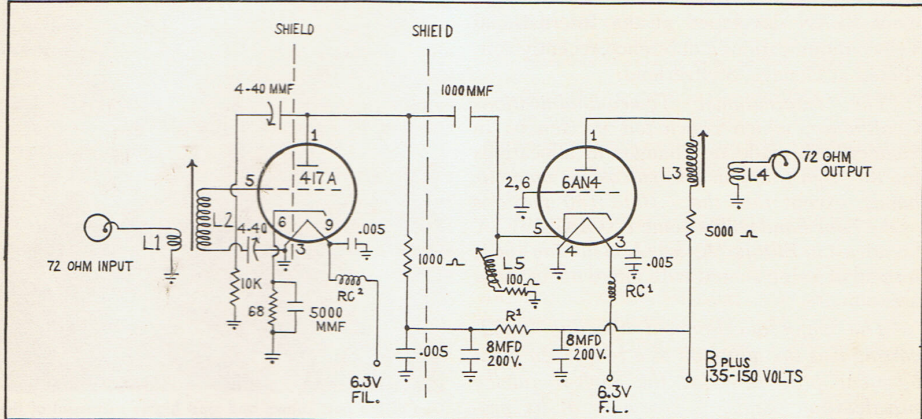 SHIELD
SHIELD
4-40 MMF
1000 MMF
1
1
417A
6AN4
5
2,6
L2
L1
72 OHM INPUT
4-40
6
9
3
.005
10K
68
5000
MMF
RC²
6.3V
FIL.
1000 Ω
.005
5
4
3
L5
100 Ω
R¹
8MFD
200V.
8MFD
200V.
.005
RC¹
6.3V
F.L.
L3
L4
72 OHM
OUTPUT
5000 Ω
B PLUS
135-150 VOLTS